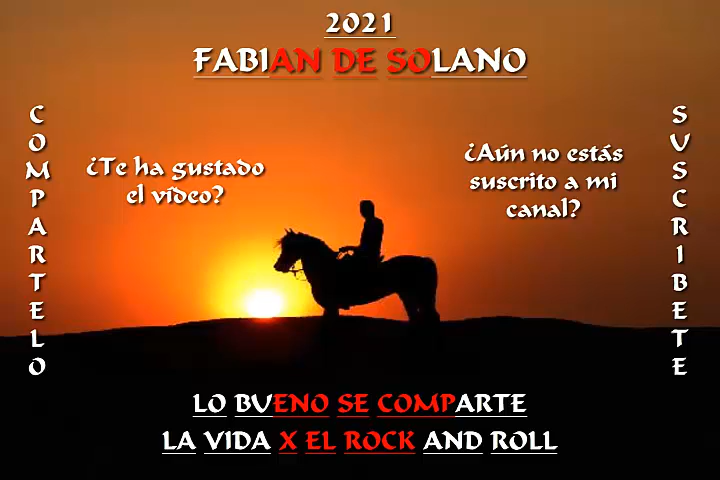 2021
FABIAN DE SOLANO
COMPARTELO
¿Te ha gustado
el vídeo?
¿Aún no estás
suscrito a mi
canal?
SUSCRIBETE
LO BUENO SE COMPARTE
LA VIDA X EL ROCK AND ROLL